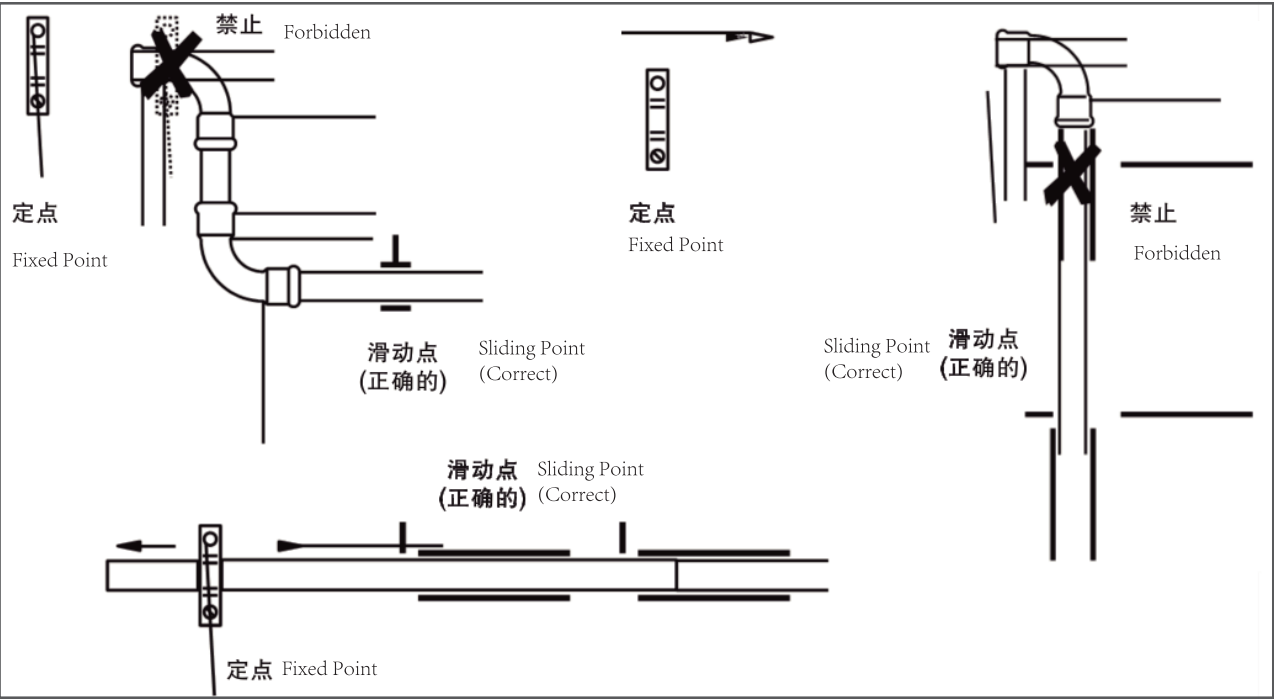 禁止 Forbidden
定点
Fixed Point
定点
Fixed Point
禁止
Forbidden
滑动点
(正确的)
Sliding Point
(Correct)
Sliding Point
(Correct)
滑动点
(正确的)
滑动点
(正确的)
Sliding Point
(Correct)
定点 Fixed Point